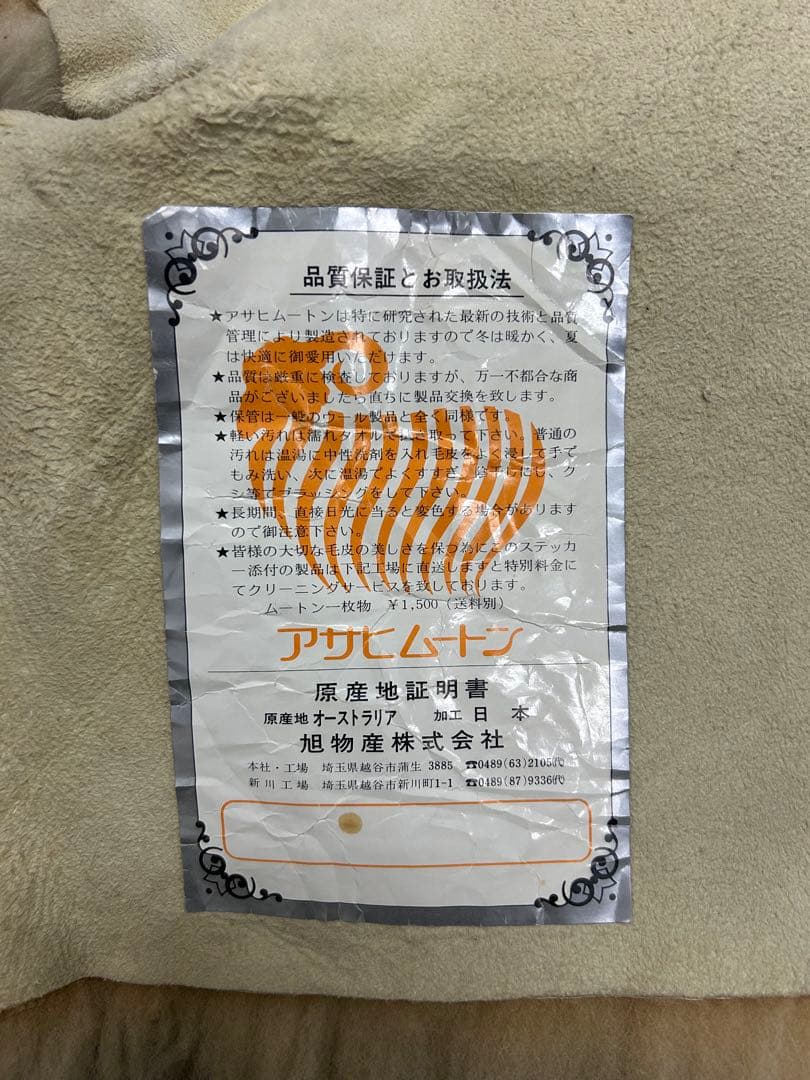 品質保証とお取扱法
★アサヒムートンは特に研究された最新の技術と品質
管理により製造されておりますので冬は暖かく、夏
は快適に御愛用いただけます。
★品質は厳重に検査しておりますが、万一不都合な商
品がございましたら直ちに製品交換を致します。
★保管は一般のウール製品と全く同様です。
★軽い汚れは濡れタオルで拭き取って下さい。普通の
汚れは温湯に中性洗剤を入れ毛皮をよく浸して手で
もみ洗い、次に温湯でよくすすぎ、陰干しにし、ク
シ等でブラッシングをして下さい。
★長期間、直接日光に当ると変色する場合があります
ので御注意下さい。
★皆様の大切な毛皮の美しさを保つ為にこのステッカ
ー添付の製品は下記工場に直送しますと特別料金に
てクリーニングサービスを致しております。
ムートン一枚物 ¥1,500(送料別)
アサヒムートン
原産地証明書
原産地 オーストラリア 加工 日本
旭物産株式会社
本社・工場 埼玉県越谷市蒲生 3885 ☎0489(63)2105代
新川工場 埼玉県越谷市新川町1-1 ☎0489(87)9336代